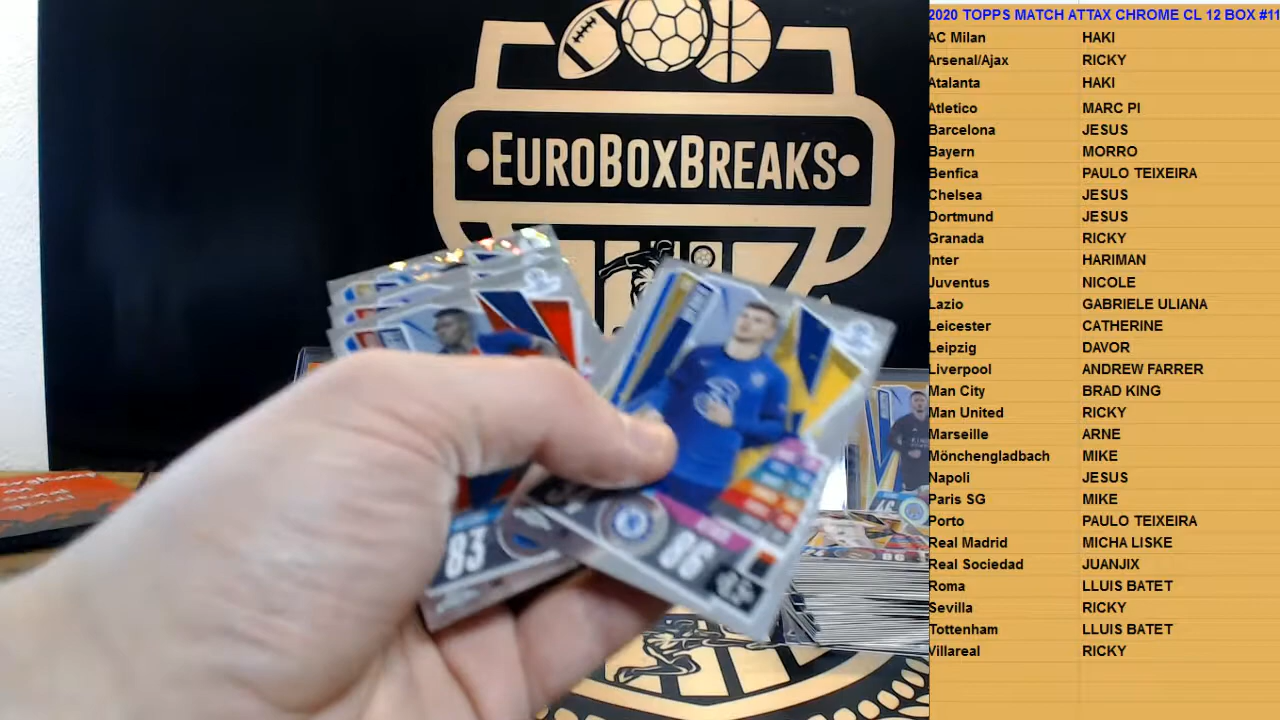 2020 TOPPS MATCH ATTAX CHROME CL 12 BOX #11
AC Milan HAKI
Arsenal/Ajax RICKY
Atalanta HAKI
Atletico MARC PI
Barcelona JESUS
Bayern MORRO
Benfica PAULO TEIXEIRA
Chelsea JESUS
Dortmund JESUS
Granada RICKY
Inter HARIMAN
Juventus NICOLE
Lazio GABRIELE ULIANA
Leicester CATHERINE
Leipzig DAVOR
Liverpool ANDREW FARRER
Man City BRAD KING
Man United RICKY
Marseille ARNE
Mönchengladbach MIKE
Napoli JESUS
Paris SG MIKE
Porto PAULO TEIXEIRA
Real Madrid MICHA LISKE
Real Sociedad JUANJIX
Roma LLUIS BATET
Sevilla RICKY
Tottenham LLUIS BATET
Villareal RICKY
•EUROBOXBREAKS•
83
86